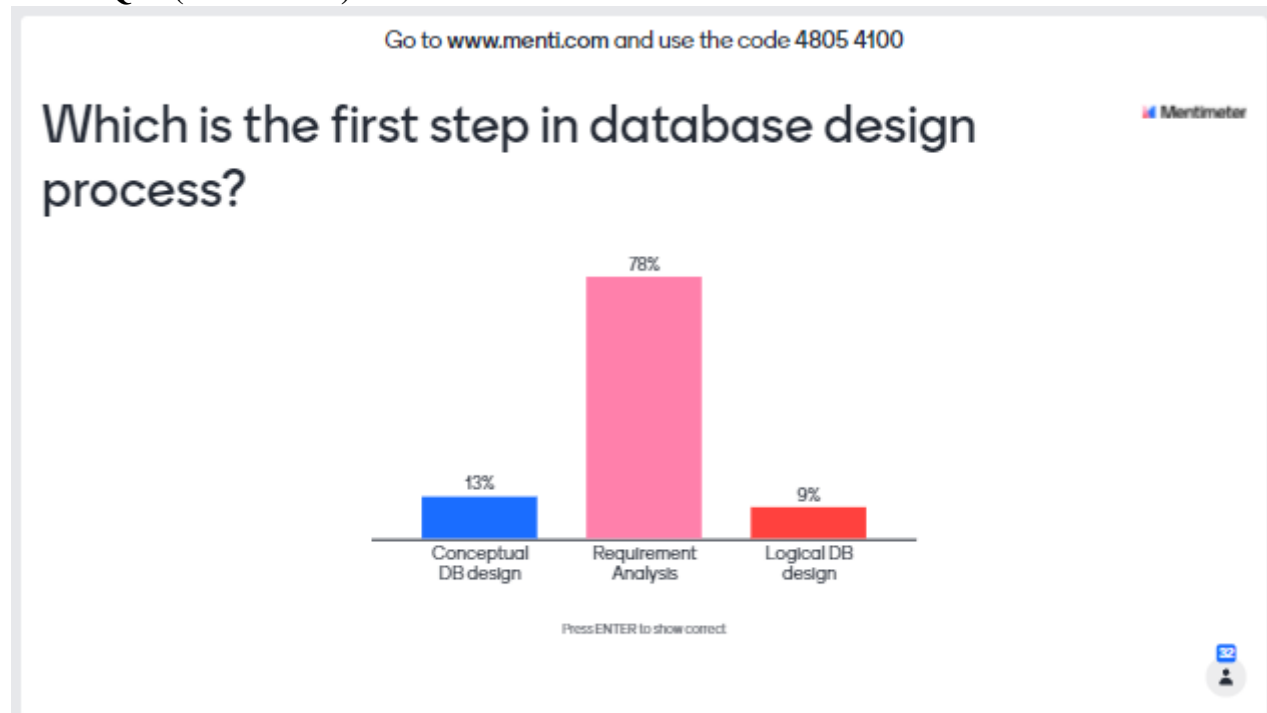 Go to www.menti.com and use the code 4805 4100
Which is the first step in database design
process?
Mentimeter
78%
13%
9%
Conceptual
DB design
Requirement
Analysis
Logical DB
design
Press ENTER to show correct
32